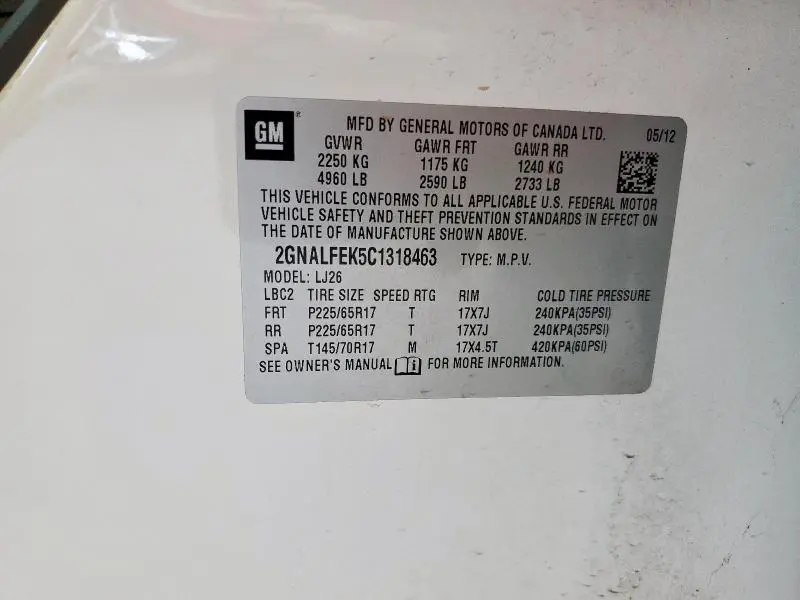 GM ®
MFD BY GENERAL MOTORS OF CANADA LTD. 05/12
GVWR GAWR FRT GAWR RR
2250 KG 1175 KG 1240 KG
4960 LB 2590 LB 2733 LB
THIS VEHICLE CONFORMS TO ALL APPLICABLE U.S. FEDERAL MOTOR
VEHICLE SAFETY AND THEFT PREVENTION STANDARDS IN EFFECT ON
THE DATE OF MANUFACTURE SHOWN ABOVE.
2GNALFEK5C1318463 TYPE: M.P.V.
MODEL: LJ26
LBC2 TIRE SIZE SPEED RTG RIM COLD TIRE PRESSURE
FRT P225/65R17 T 17X7J 240KPA(35PSI)
RR P225/65R17 T 17X7J 240KPA(35PSI)
SPA T145/70R17 M 17X4.5T 420KPA(60PSI)
SEE OWNER'S MANUAL i FOR MORE INFORMATION.